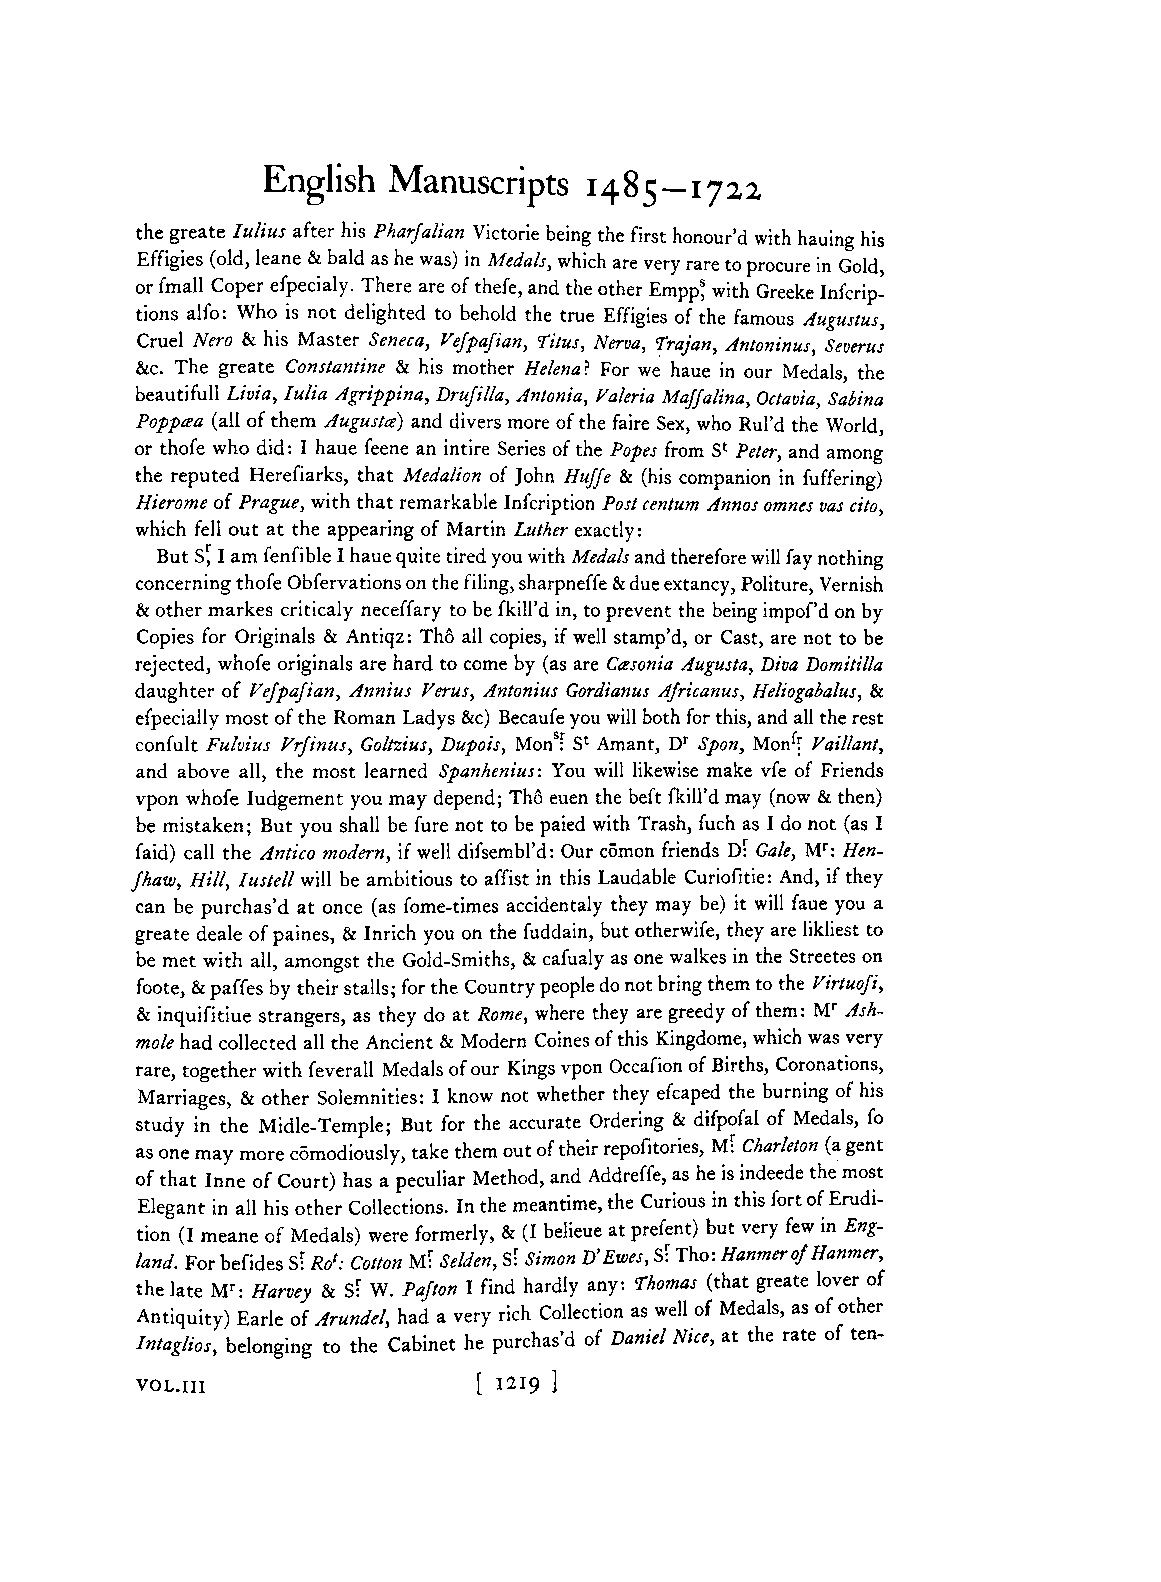 English Manuscripts 1485–1722
the greate Iulius after his Pharſalian Victorie being the first honour'd with hauing his
Effigies (old, leane & bald as he was) in Medals, which are very rare to procure in Gold,
or ſmall Coper eſpecialy. There are of theſe, and the other Emppˢ, with Greeke Inſcrip-
tions alſo: Who is not delighted to behold the true Effigies of the famous Augustus,
Cruel Nero & his Master Seneca, Veſpaſian, Titus, Nerva, Trajan, Antoninus, Severus
&c. The greate Constantine & his mother Helena? For we haue in our Medals, the
beautifull Livia, Iulia Agrippina, Druſilla, Antonia, Valeria Maſſalina, Octavia, Sabina
Poppæa (all of them Augustæ) and divers more of the faire Sex, who Rul'd the World,
or thoſe who did: I haue ſeene an intire Series of the Popes from Sᵗ Peter, and among
the reputed Hereſiarks, that Medalion of John Huſſe & (his companion in ſuffering)
Hierome of Prague, with that remarkable Inſcription Post centum Annos omnes vas cito,
which fell out at the appearing of Martin Luther exactly:
But Sʳ, I am ſenſible I haue quite tired you with Medals and therefore will ſay nothing
concerning thoſe Obſervations on the filing, sharpneſſe & due extancy, Politure, Vernish
& other markes criticaly neceſſary to be ſkill'd in, to prevent the being impoſ'd on by
Copies for Originals & Antiqz: Thô all copies, if well stamp'd, or Cast, are not to be
rejected, whoſe originals are hard to come by (as are Cæsonia Augusta, Diva Domitilla
daughter of Veſpaſian, Annius Verus, Antonius Gordianus Africanus, Heliogabalus, &
eſpecially most of the Roman Ladys &c) Becauſe you will both for this, and all the rest
conſult Fulvius Vrſinus, Goltzius, Dupois, Monˢʳ: Sᵗ Amant, Dʳ Spon, Monſʳ: Vaillant,
and above all, the most learned Spanhenius: You will likewise make vſe of Friends
vpon whoſe Iudgement you may depend; Thô euen the beſt ſkill'd may (now & then)
be mistaken; But you shall be ſure not to be paied with Trash, ſuch as I do not (as I
ſaid) call the Antico modern, if well diſsembl'd: Our cōmon friends Dʳ: Gale, Mʳ: Hen-
ſhaw, Hill, Iustell will be ambitious to aſſist in this Laudable Curioſitie: And, if they
can be purchas'd at once (as ſome-times accidentaly they may be) it will ſaue you a
greate deale of paines, & Inrich you on the ſuddain, but otherwiſe, they are likliest to
be met with all, amongst the Gold-Smiths, & caſualy as one walkes in the Streetes on
foote, & paſſes by their stalls; for the Country people do not bring them to the Virtuoſi,
& inquiſitiue strangers, as they do at Rome, where they are greedy of them: Mʳ Ash-
mole had collected all the Ancient & Modern Coines of this Kingdome, which was very
rare, together with ſeverall Medals of our Kings vpon Occaſion of Births, Coronations,
Marriages, & other Solemnities: I know not whether they eſcaped the burning of his
study in the Midle-Temple; But for the accurate Ordering & diſpoſal of Medals, ſo
as one may more cōmodiously, take them out of their repoſitories, Mʳ: Charleton (a gent
of that Inne of Court) has a peculiar Method, and Addreſſe, as he is indeede the most
Elegant in all his other Collections. In the meantime, the Curious in this ſort of Erudi-
tion (I meane of Medals) were formerly, & (I belieue at preſent) but very few in Eng-
land. For beſides Sʳ: Roᵗ: Cotton Mʳ: Selden, Sʳ: Simon D'Ewes, Sʳ: Tho: Hanmer of Hanmer,
the late Mʳ: Harvey & Sʳ: W. Paſton I find hardly any: Thomas (that greate lover of
Antiquity) Earle of Arundel, had a very rich Collection as well of Medals, as of other
Intaglios, belonging to the Cabinet he purchas'd of Daniel Nice, at the rate of ten-
VOL.III [ 1219 ]